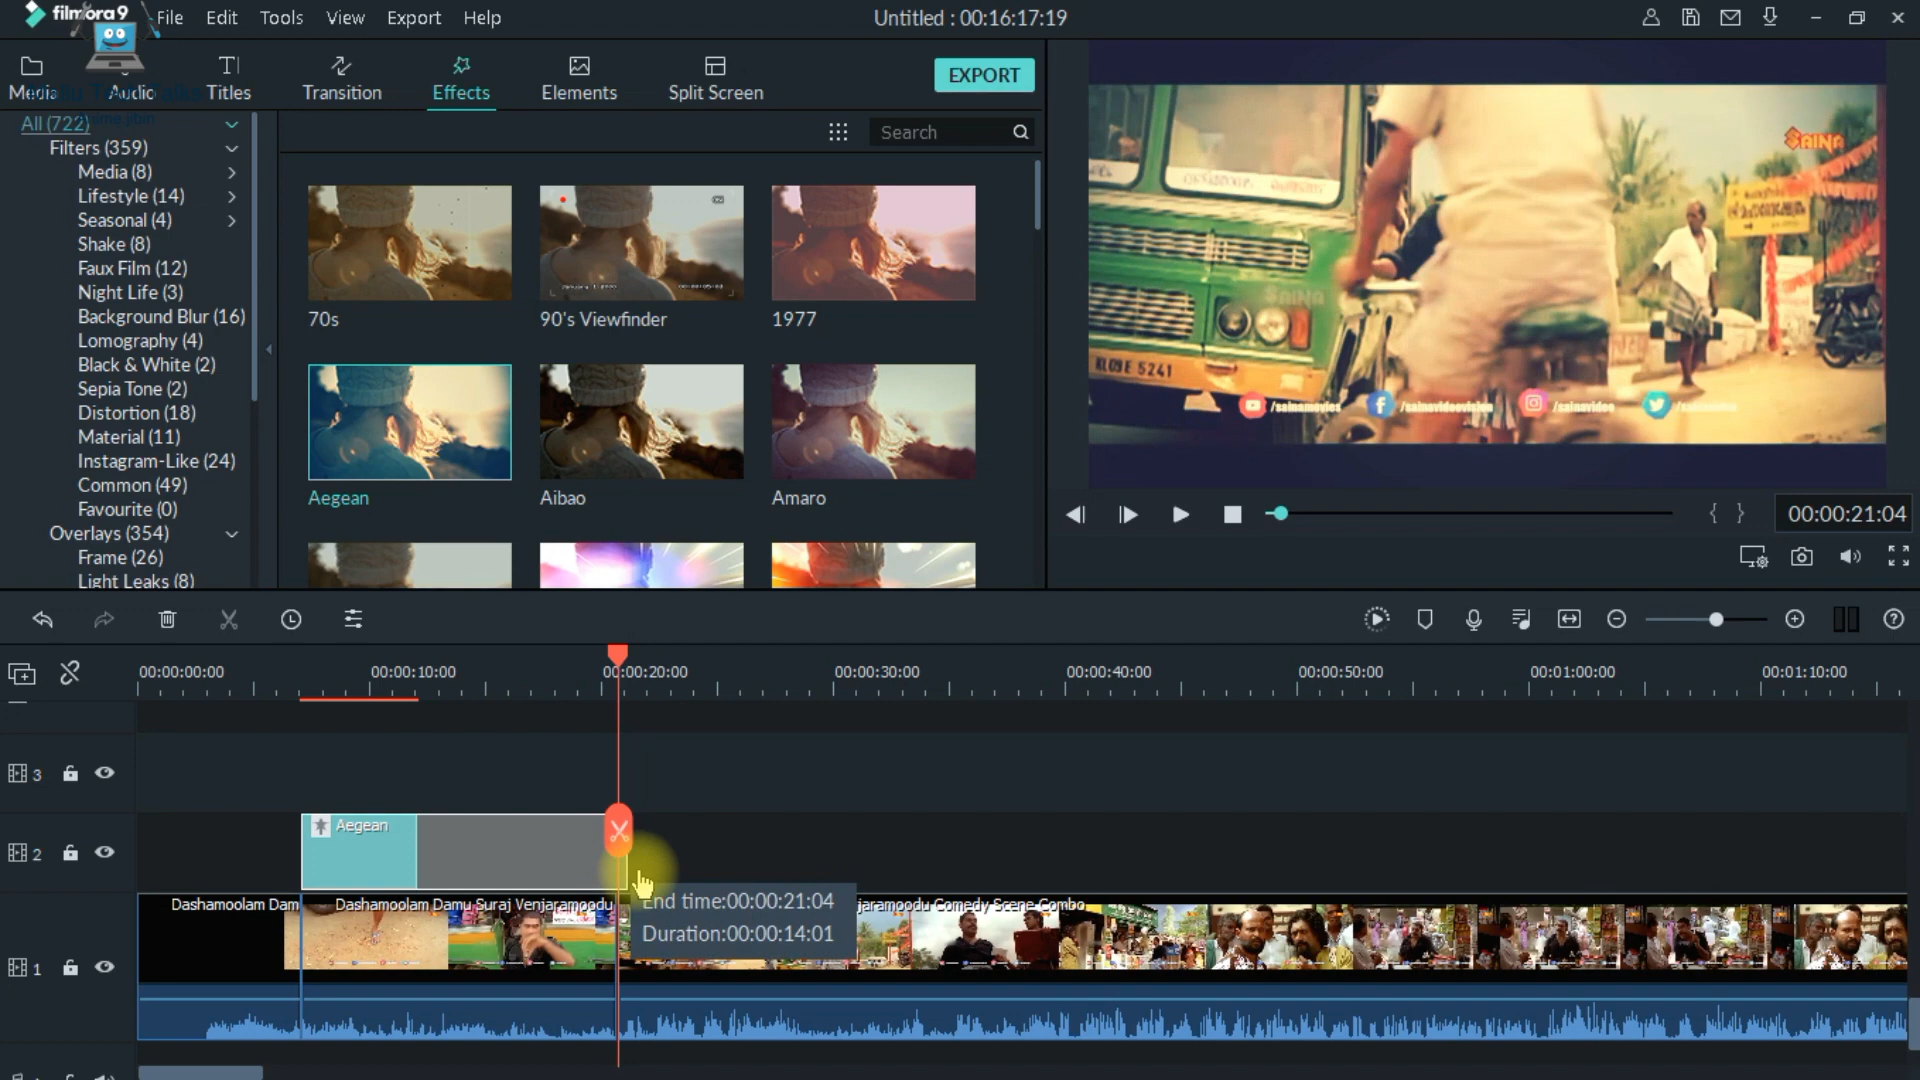 filmora9
File Edit Tools View Export Help
Untitled : 00:16:17:19
Media Audio Titles Transition Effects Elements Split Screen
EXPORT
All (722)
Filters (359)
Media (8)
Lifestyle (14)
Seasonal (4)
Shake (8)
Faux Film (12)
Night Life (3)
Background Blur (16)
Lomography (4)
Black & White (2)
Sepia Tone (2)
Distortion (18)
Material (11)
Instagram-Like (24)
Common (49)
Favourite (0)
Overlays (354)
Frame (26)
Light Leaks (8)
Search
70s 90's Viewfinder 1977
Aegean Aibao Amaro
SAINA
KL09E 5241
/sainamovies /sainavideovision /sainavideo
00:00:21:04
00:00:00:00 00:00:10:00 00:00:20:00 00:00:30:00 00:00:40:00 00:00:50:00 00:01:00:00 00:01:10:00
3
2
Aegean
End time:00:00:21:04
Duration:00:00:14:01
Dashamoolam Dam Dashamoolam Damu Suraj Venjaramoodu jaramoodu Comedy Scene Combo
1